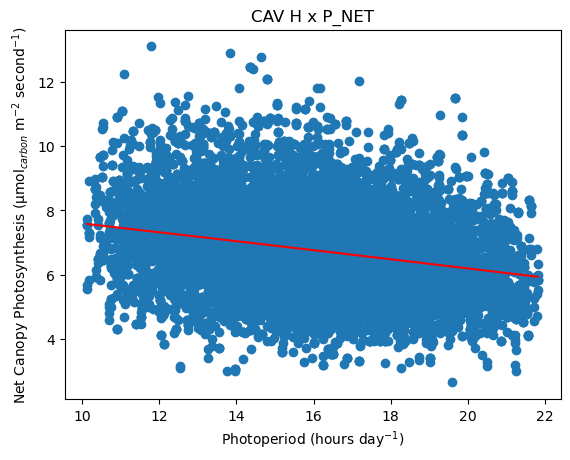 CAV H x P_NET
Net Canopy Photosynthesis (μmol$_{carbon}$ m$^{-2}$ second$^{-1}$)
12
10
8
6
4
10 12 14 16 18 20 22
Photoperiod (hours day$^{-1}$)